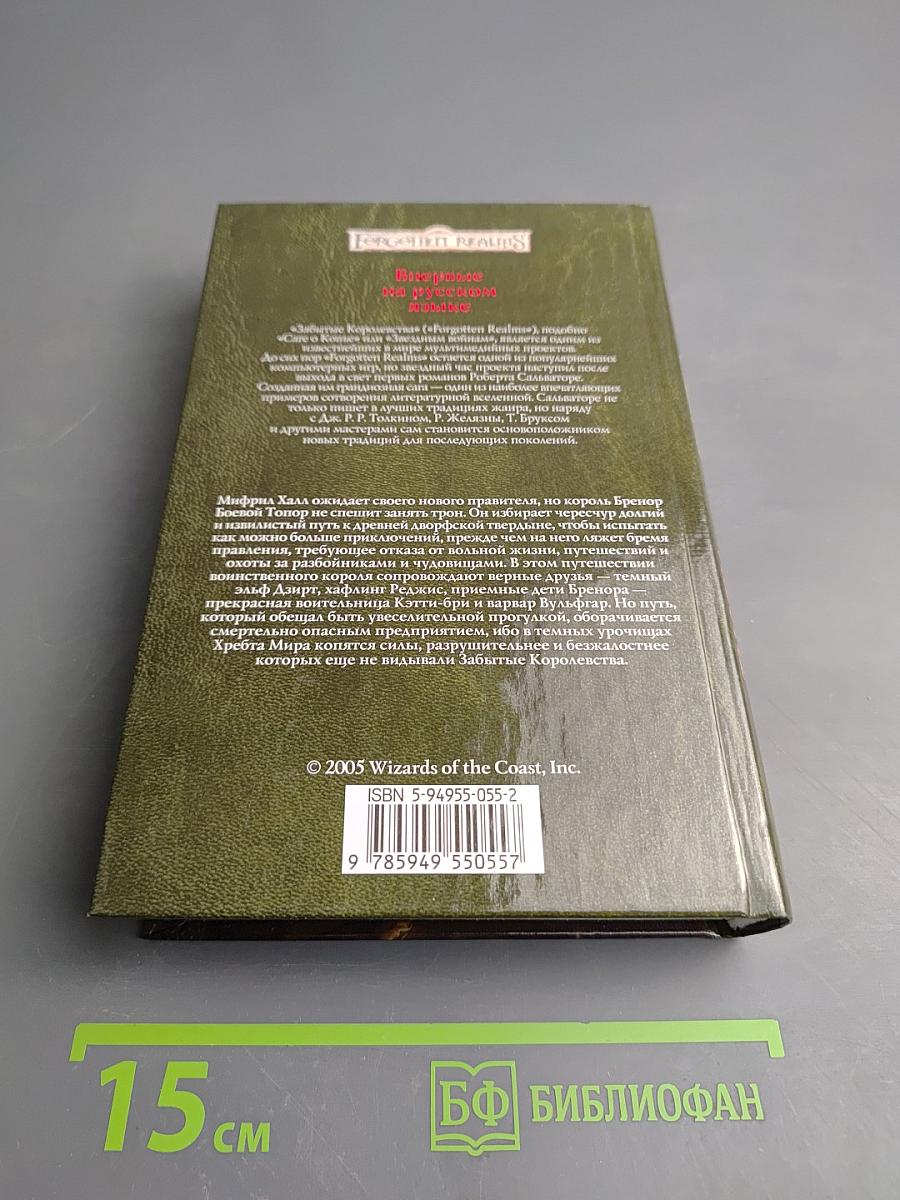 FORGOTTEN REALMS
Впервые
на русском
языке
«Забытые Королевства» («Forgotten Realms»), подобно
«Саге о Копье» или «Звездным войнам», является одним из
известнейших в мире мультимедийных проектов.
До сих пор «Forgotten Realms» остается одной из популярнейших
компьютерных игр, но звездный час проекта наступил после
выхода в свет первых романов Роберта Сальваторе.
Созданная им грандиозная сага — один из наиболее впечатляющих
примеров сотворения литературной вселенной. Сальваторе не
только пишет в лучших традициях жанра, но наряду
с Дж. Р. Р. Толкином, Р. Желязны, Т. Бруксом
и другими мастерами сам становится основоположником
новых традиций для последующих поколений.
Мифрил Халл ожидает своего нового правителя, но король Бренор
Боевой Топор не спешит занять трон. Он избирает чересчур долгий
и извилистый путь к древней дворфской твердыне, чтобы испытать
как можно больше приключений, прежде чем на него ляжет бремя
правления, требующее отказа от вольной жизни, путешествий и
охоты за разбойниками и чудовищами. В этом путешествии
воинственного короля сопровождают верные друзья — темный
эльф Дзирт, хафлинг Реджис, приемные дети Бренора —
прекрасная воительница Кэтти-бри и варвар Вульфгар. Но путь,
который обещал быть увеселительной прогулкой, оборачивается
смертельно опасным предприятием, ибо в темных урочищах
Хребта Мира копятся силы, разрушительнее и безжалостнее
которых еще не видывали Забытые Королевства.
© 2005 Wizards of the Coast, Inc.
ISBN 5-94955-055-2
9 785949 550557
15 см
БФ БИБЛИОФАН